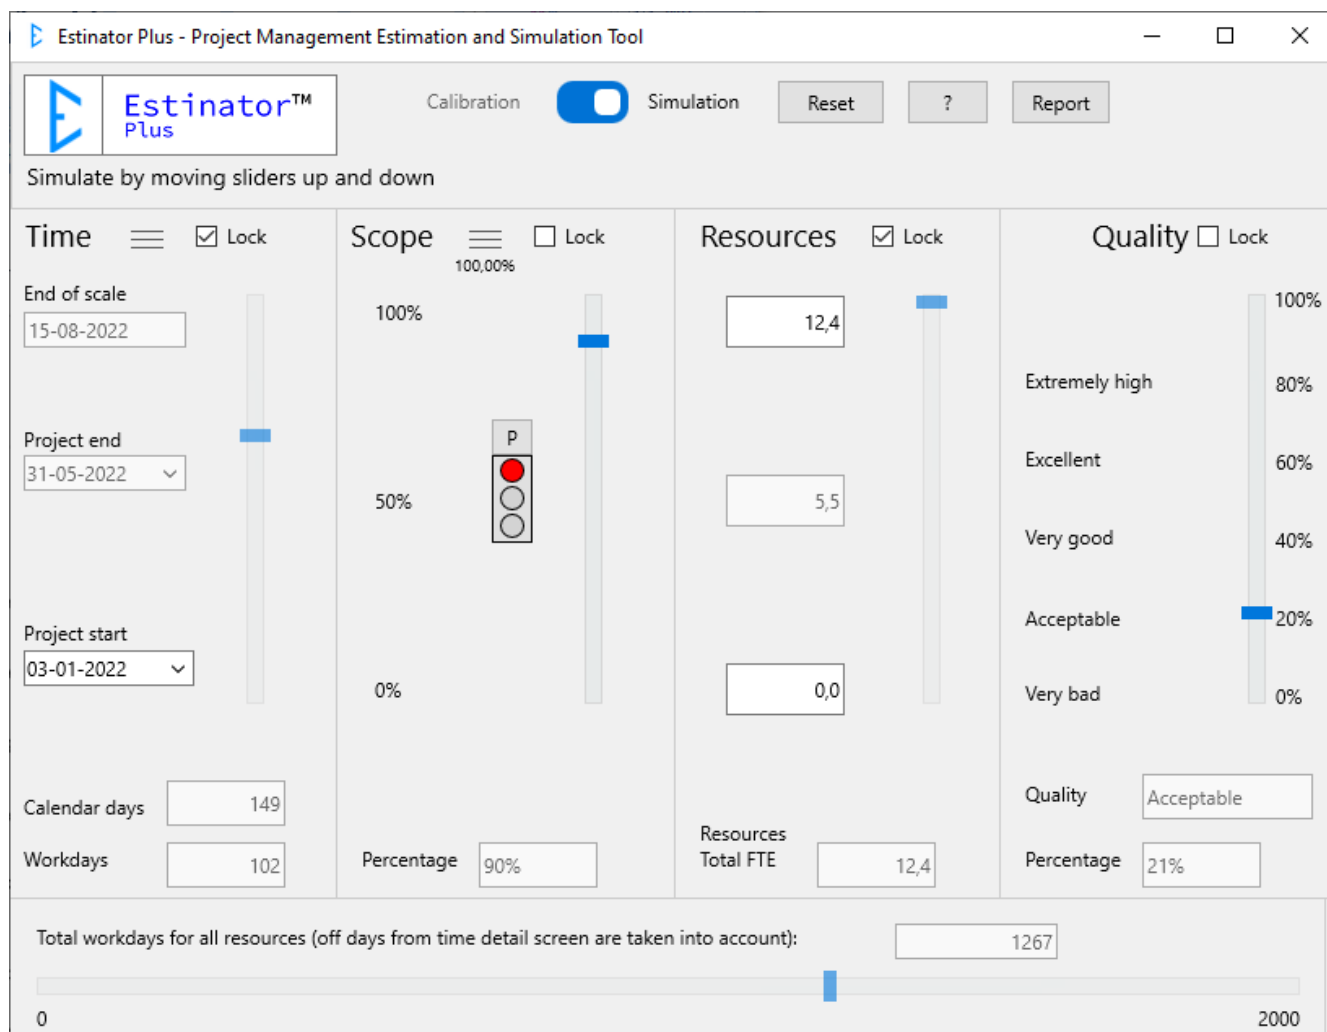 Estinator Plus - Project Management Estimation and Simulation Tool
Estinator™
Plus
Calibration
Simulation
Reset
?
Report
Simulate by moving sliders up and down
Time
Lock
End of scale
15-08-2022
Project end
31-05-2022
Project start
03-01-2022
Calendar days
149
Workdays
102
Scope
Lock
100,00%
100%
P
50%
0%
Percentage
90%
Resources
Lock
12,4
5,5
0,0
Resources
Total FTE
12,4
Quality
Lock
100%
Extremely high
80%
Excellent
60%
Very good
40%
Acceptable
20%
Very bad
0%
Quality
Acceptable
Percentage
21%
Total workdays for all resources (off days from time detail screen are taken into account):
1267
0
2000